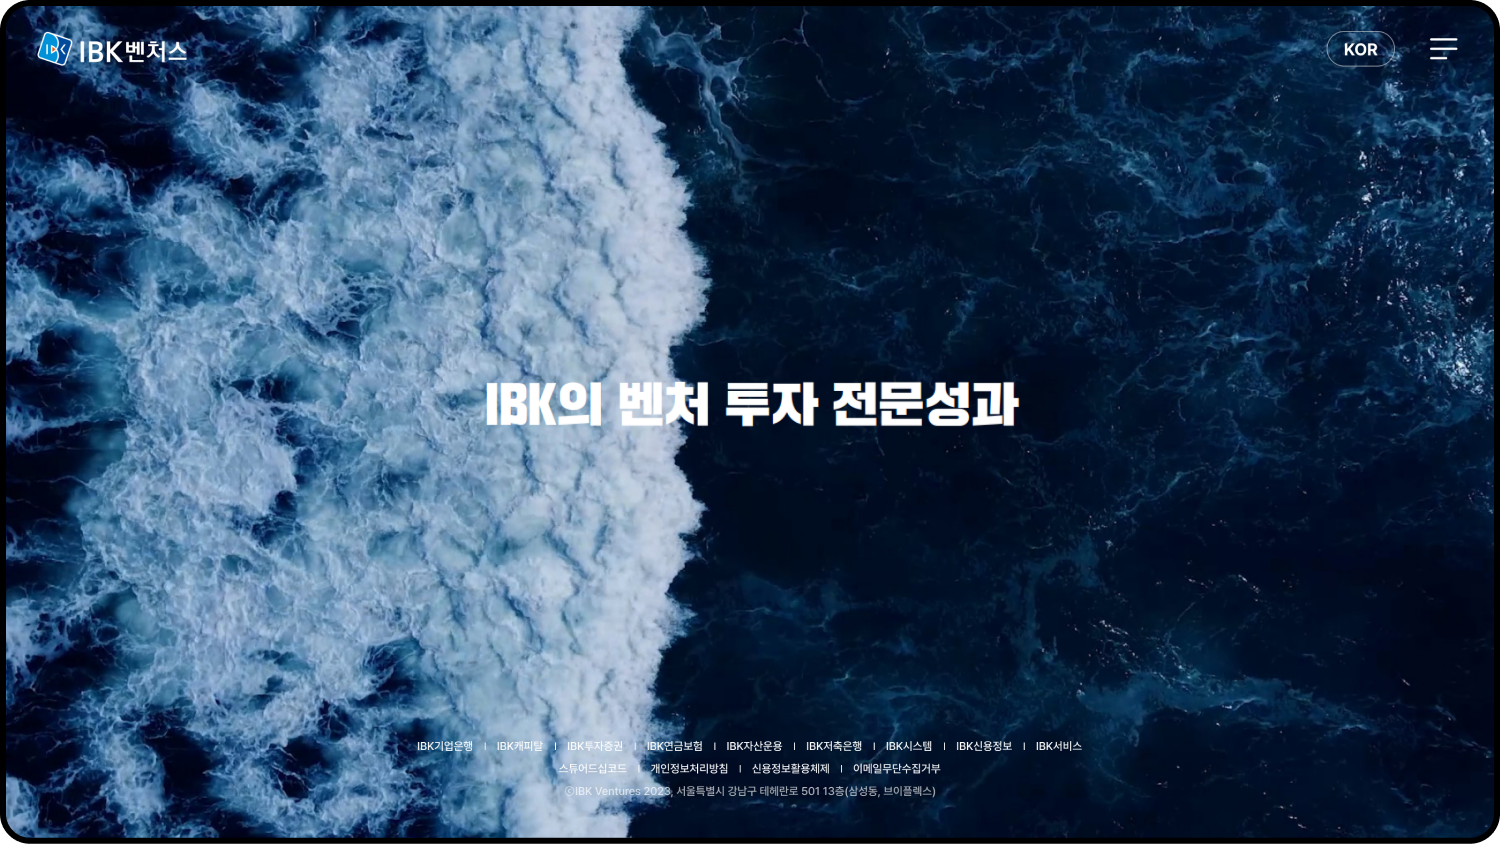 IBK벤처스
KOR
IBK의 벤처 투자 전문성과
IBK기업은행 | IBK캐피탈 | IBK투자증권 | IBK연금보험 | IBK자산운용 | IBK저축은행 | IBK시스템 | IBK신용정보 | IBK서비스
스튜어드십코드 | 개인정보처리방침 | 신용정보활용체제 | 이메일무단수집거부
©IBK Ventures 2023, 서울특별시 강남구 테헤란로 501 13층(삼성동, 브이플렉스)